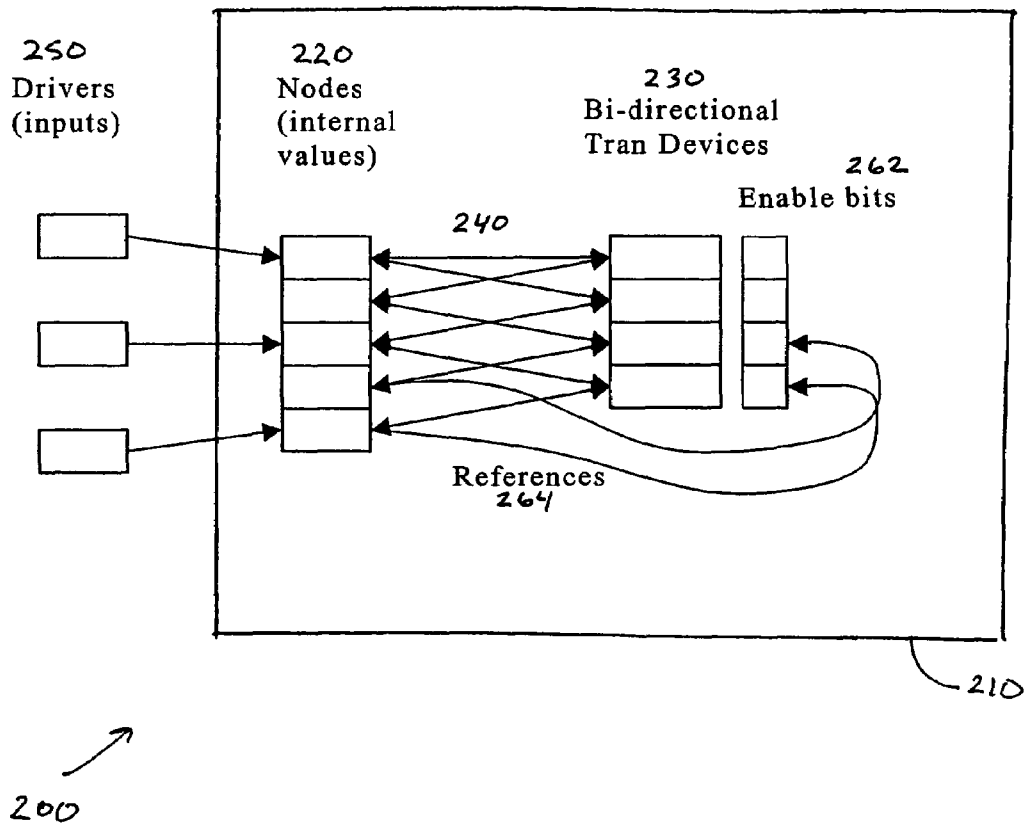 250
Drivers
(inputs)
220
Nodes
(internal
values)
230
Bi-directional
Tran Devices
262
Enable bits
240
References
264
210
200